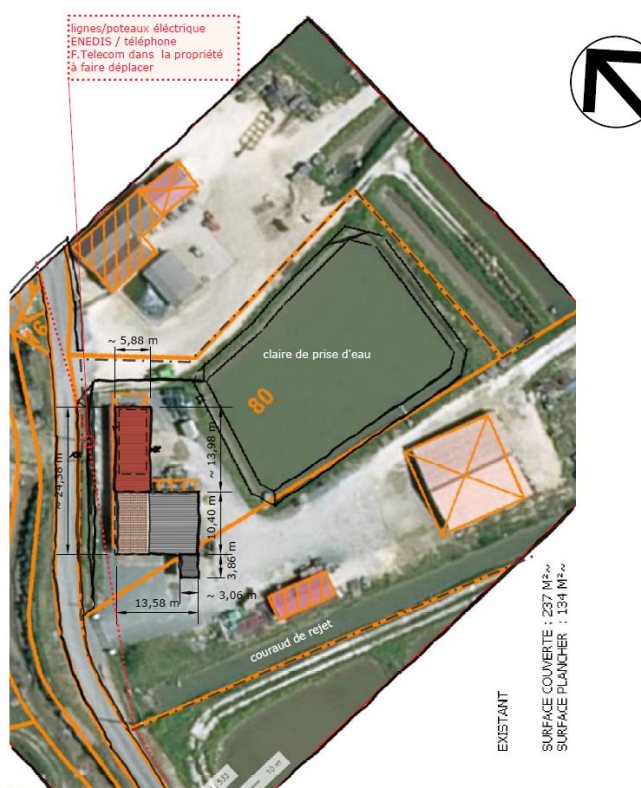 lignes/poteaux éléctrique
ENEDIS / téléphone
F.Telecom dans la propriété
à faire déplacer
~ 5,88 m
claire de prise d'eau
80
~ 24,38 m
~ 13,98 m
~ 10,40 m
3,86 m
~ 3,06 m
13,58 m
couraud de rejet
10 m
EXISTANT
SURFACE COUVERTE : 237 M²~
SURFACE PLANCHER : 134 M²~